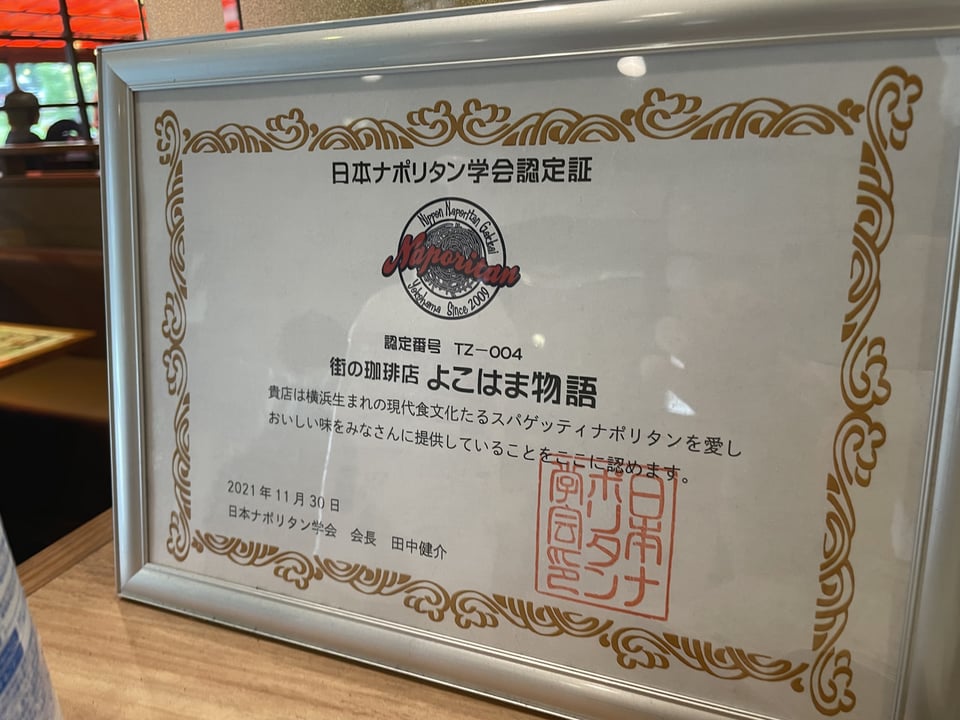 日本ナポリタン学会認定証
Nippon Naporitan Gakkai
Naporitan
Yokohama Since 2009
認定番号 TZ-004
街の珈琲店 よこはま物語
貴店は横浜生まれの現代食文化たるスパゲッティナポリタンを愛し
おいしい味をみなさんに提供していることをここに認めます。
2021年11月30日
日本ナポリタン学会 会長 田中健介
日本ナ
ポリタン
学会印